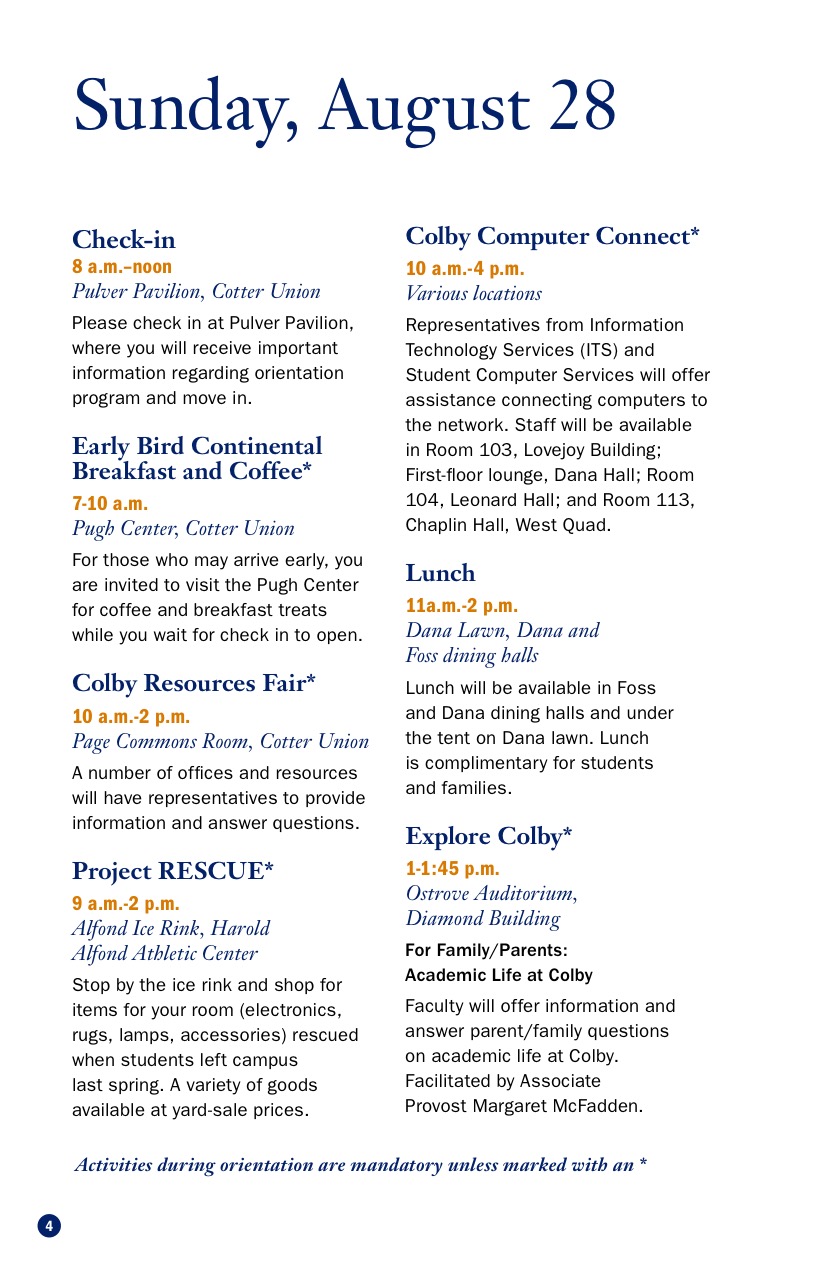 Sunday, August 28
Check-in
8 a.m.–noon
Pulver Pavilion, Cotter Union
Please check in at Pulver Pavilion,
where you will receive important
information regarding orientation
program and move in.
Early Bird Continental
Breakfast and Coffee*
7-10 a.m.
Pugh Center, Cotter Union
For those who may arrive early, you
are invited to visit the Pugh Center
for coffee and breakfast treats
while you wait for check in to open.
Colby Resources Fair*
10 a.m.-2 p.m.
Page Commons Room, Cotter Union
A number of offices and resources
will have representatives to provide
information and answer questions.
Project RESCUE*
9 a.m.-2 p.m.
Alfond Ice Rink, Harold
Alfond Athletic Center
Stop by the ice rink and shop for
items for your room (electronics,
rugs, lamps, accessories) rescued
when students left campus
last spring. A variety of goods
available at yard-sale prices.
Colby Computer Connect*
10 a.m.-4 p.m.
Various locations
Representatives from Information
Technology Services (ITS) and
Student Computer Services will offer
assistance connecting computers to
the network. Staff will be available
in Room 103, Lovejoy Building;
First-floor lounge, Dana Hall; Room
104, Leonard Hall; and Room 113,
Chaplin Hall, West Quad.
Lunch
11a.m.-2 p.m.
Dana Lawn, Dana and
Foss dining halls
Lunch will be available in Foss
and Dana dining halls and under
the tent on Dana lawn. Lunch
is complimentary for students
and families.
Explore Colby*
1-1:45 p.m.
Ostrove Auditorium,
Diamond Building
For Family/Parents:
Academic Life at Colby
Faculty will offer information and
answer parent/family questions
on academic life at Colby.
Facilitated by Associate
Provost Margaret McFadden.
Activities during orientation are mandatory unless marked with an *
4